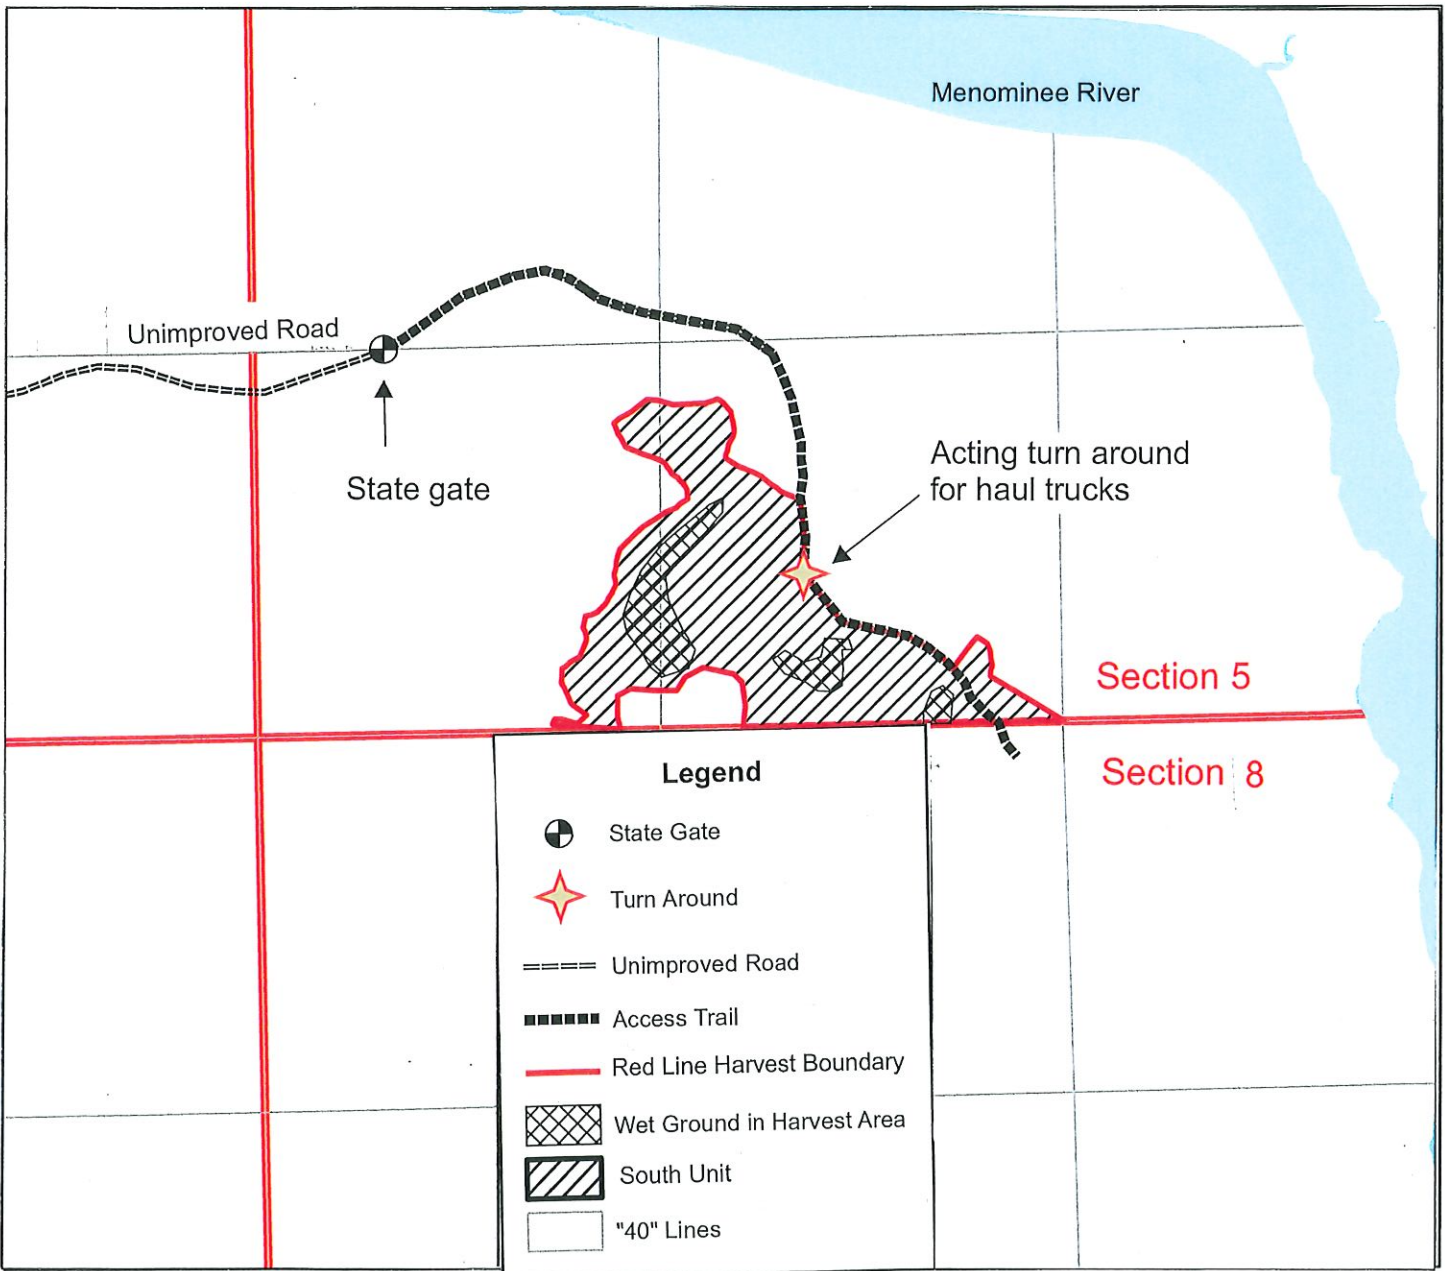 Menominee River
Unimproved Road
State gate
Acting turn around
for haul trucks
Section 5
Section 8
Legend
State Gate
Turn Around
Unimproved Road
Access Trail
Red Line Harvest Boundary
Wet Ground in Harvest Area
South Unit
"40" Lines